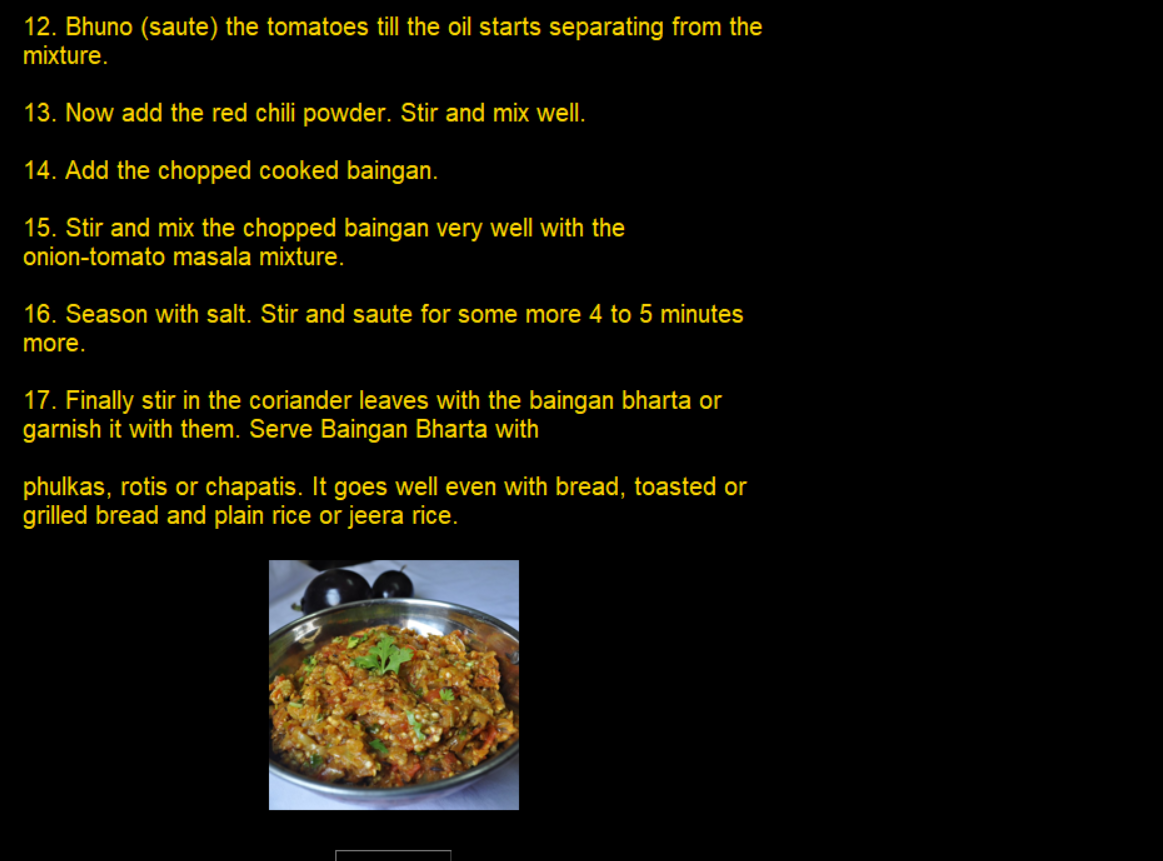 12. Bhuno (saute) the tomatoes till the oil starts separating from the
mixture.
13. Now add the red chili powder. Stir and mix well.
14. Add the chopped cooked baingan.
15. Stir and mix the chopped baingan very well with the
onion-tomato masala mixture.
16. Season with salt. Stir and saute for some more 4 to 5 minutes
more.
17. Finally stir in the coriander leaves with the baingan bharta or
garnish it with them. Serve Baingan Bharta with
phulkas, rotis or chapatis. It goes well even with bread, toasted or
grilled bread and plain rice or jeera rice.